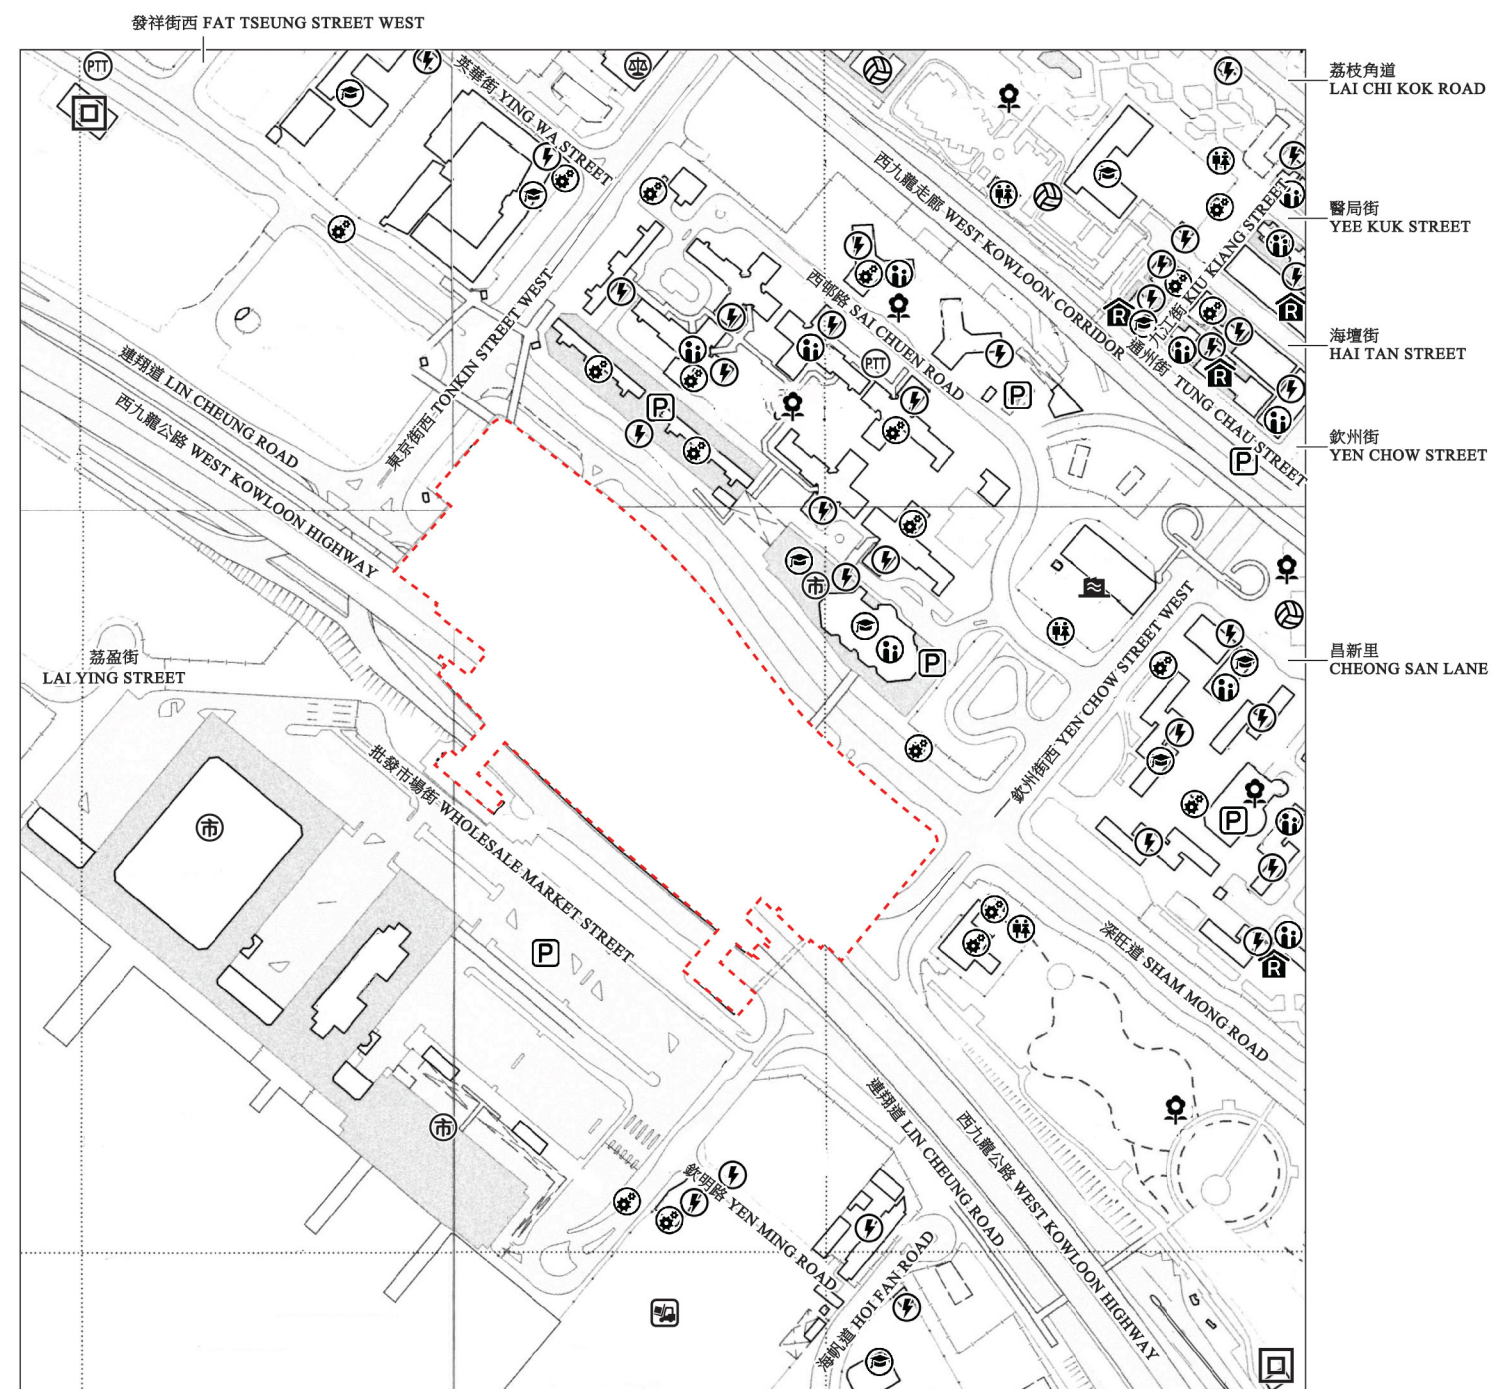 發祥街西 FAT TSEUNG STREET WEST
荔枝角道
LAI CHI KOK ROAD
PTT
英華街 YING WA STREET
西九龍走廊 WEST KOWLOON CORRIDOR
醫局街
YEE KUK STREET
九江街 KIU KIANG STREET
西邨路 SAI CHUEN ROAD
東京街西 TONKIN STREET WEST
R
R
海壇街
HAI TAN STREET
連翔道 LIN CHEUNG ROAD
PTT
R
通州街 TUNG CHAU STREET
P
P
西九龍公路 WEST KOWLOON HIGHWAY
欽州街
YEN CHOW STREET
P
市
荔盈街
LAI YING STREET
P
昌新里
CHEONG SAN LANE
欽州街西 YEN CHOW STREET WEST
批發市場街 WHOLESALE MARKET STREET
市
P
P
深旺道 SHAM MONG ROAD
R
市
連翔道 LIN CHEUNG ROAD
西九龍公路 WEST KOWLOON HIGHWAY
欽明路 YEN MING ROAD
海帆道 HOI FAN ROAD